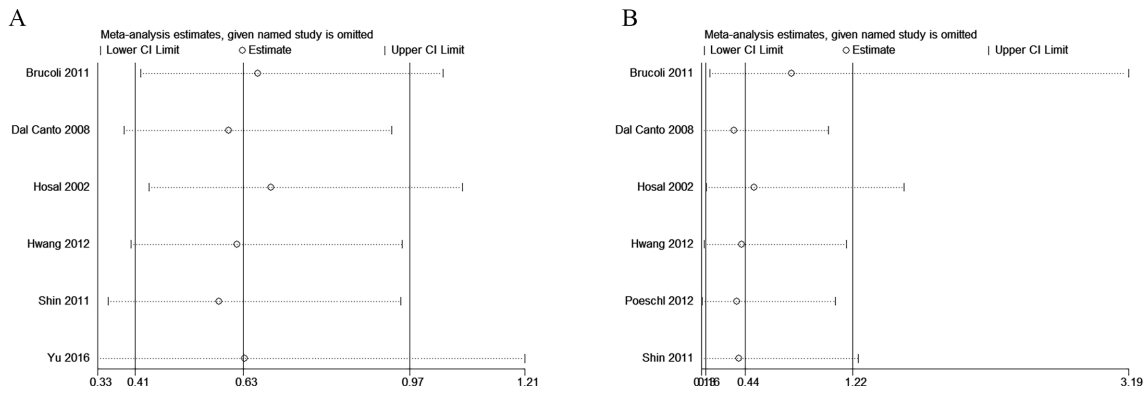 A
Meta-analysis estimates, given named study is omitted
| Lower CI Limit ○ Estimate | Upper CI Limit
Brucoli 2011
Dal Canto 2008
Hosal 2002
Hwang 2012
Shin 2011
Yu 2016
0.33 0.41 0.63 0.97 1.21
B
Meta-analysis estimates, given named study is omitted
| Lower CI Limit ○ Estimate | Upper CI Limit
Brucoli 2011
Dal Canto 2008
Hosal 2002
Hwang 2012
Poeschl 2012
Shin 2011
0.44 1.22 3.19